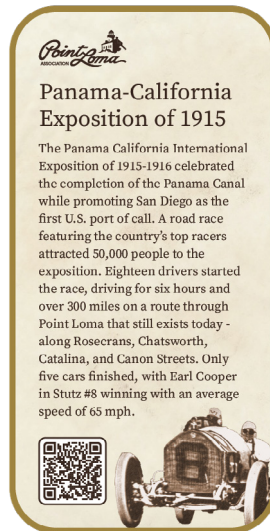 Point Loma
ASSOCIATION
Panama-California
Exposition of 1915
The Panama California International
Exposition of 1915-1916 celebrated
the completion of the Panama Canal
while promoting San Diego as the
first U.S. port of call. A road race
featuring the country's top racers
attracted 50,000 people to the
exposition. Eighteen drivers started
the race, driving for six hours and
over 300 miles on a route through
Point Loma that still exists today -
along Rosecrans, Chatsworth,
Catalina, and Canon Streets. Only
five cars finished, with Earl Cooper
in Stutz #8 winning with an average
speed of 65 mph.
8